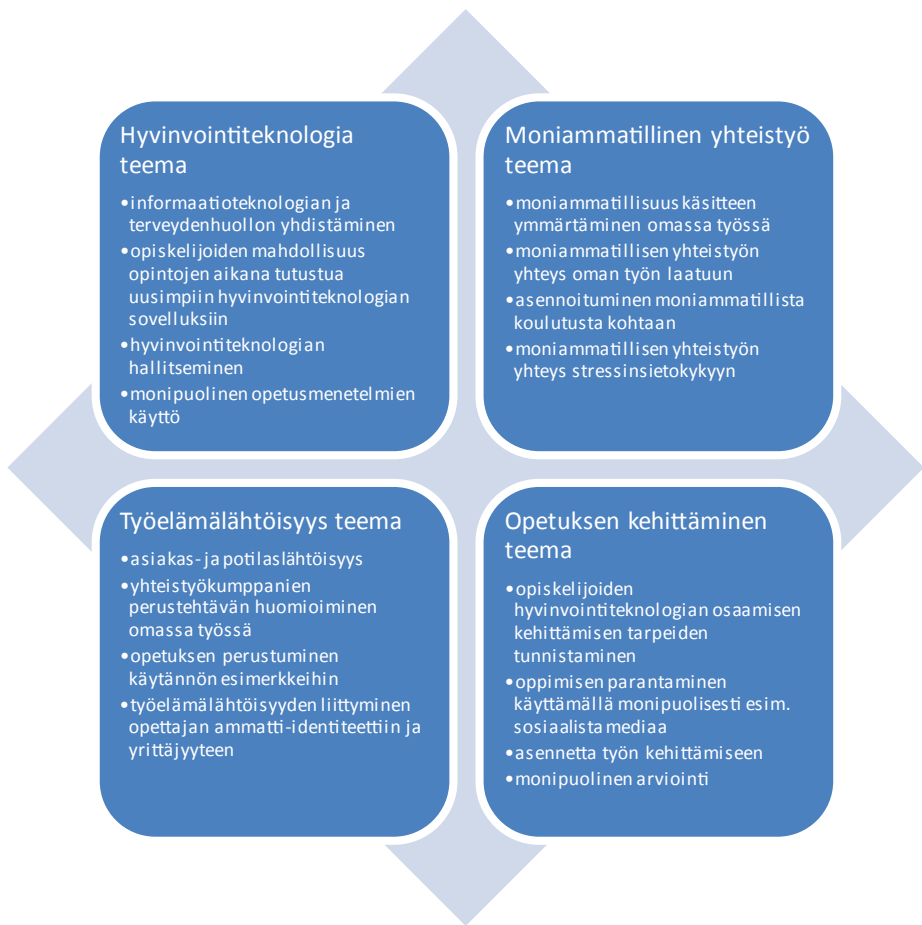 Hyvinvointiteknologia
teema
•informaatioteknologian ja
terveydenhuollon yhdistäminen
•opiskelijoiden mahdollisuus
opintojen aikana tutustua
uusimpiin hyvinvointiteknologian
sovelluksiin
•hyvinvointiteknologian
hallitseminen
•monipuolinen opetusmenetelmien
käyttö
Moniammatillinen yhteistyö
teema
•moniammatillisuus käsitteen
ymmärtäminen omassa työssä
•moniammatillisen yhteistyön
yhteys oman työn laatuun
•asennoituminen moniammatillista
koulutusta kohtaan
•moniammatillisen yhteistyön
yhteys stressinsietokykyyn
Työelämälähtöisyys teema
•asiakas- ja potilaslähtöisyys
•yhteistyökumppanien
perustehtävän huomioiminen
omassa työssä
•opetuksen perustuminen
käytännön esimerkkeihin
•työelämälähtöisyyden liittyminen
opettajan ammatti-identiteettiin ja
yrittäjyyteen
Opetuksen kehittäminen
teema
•opiskelijoiden
hyvinvointiteknologian osaamisen
kehittämisen tarpeiden
tunnistaminen
•oppimisen parantaminen
käyttämällä monipuolisesti esim.
sosiaalista mediaa
•asennetta työn kehittämiseen
•monipuolinen arviointi